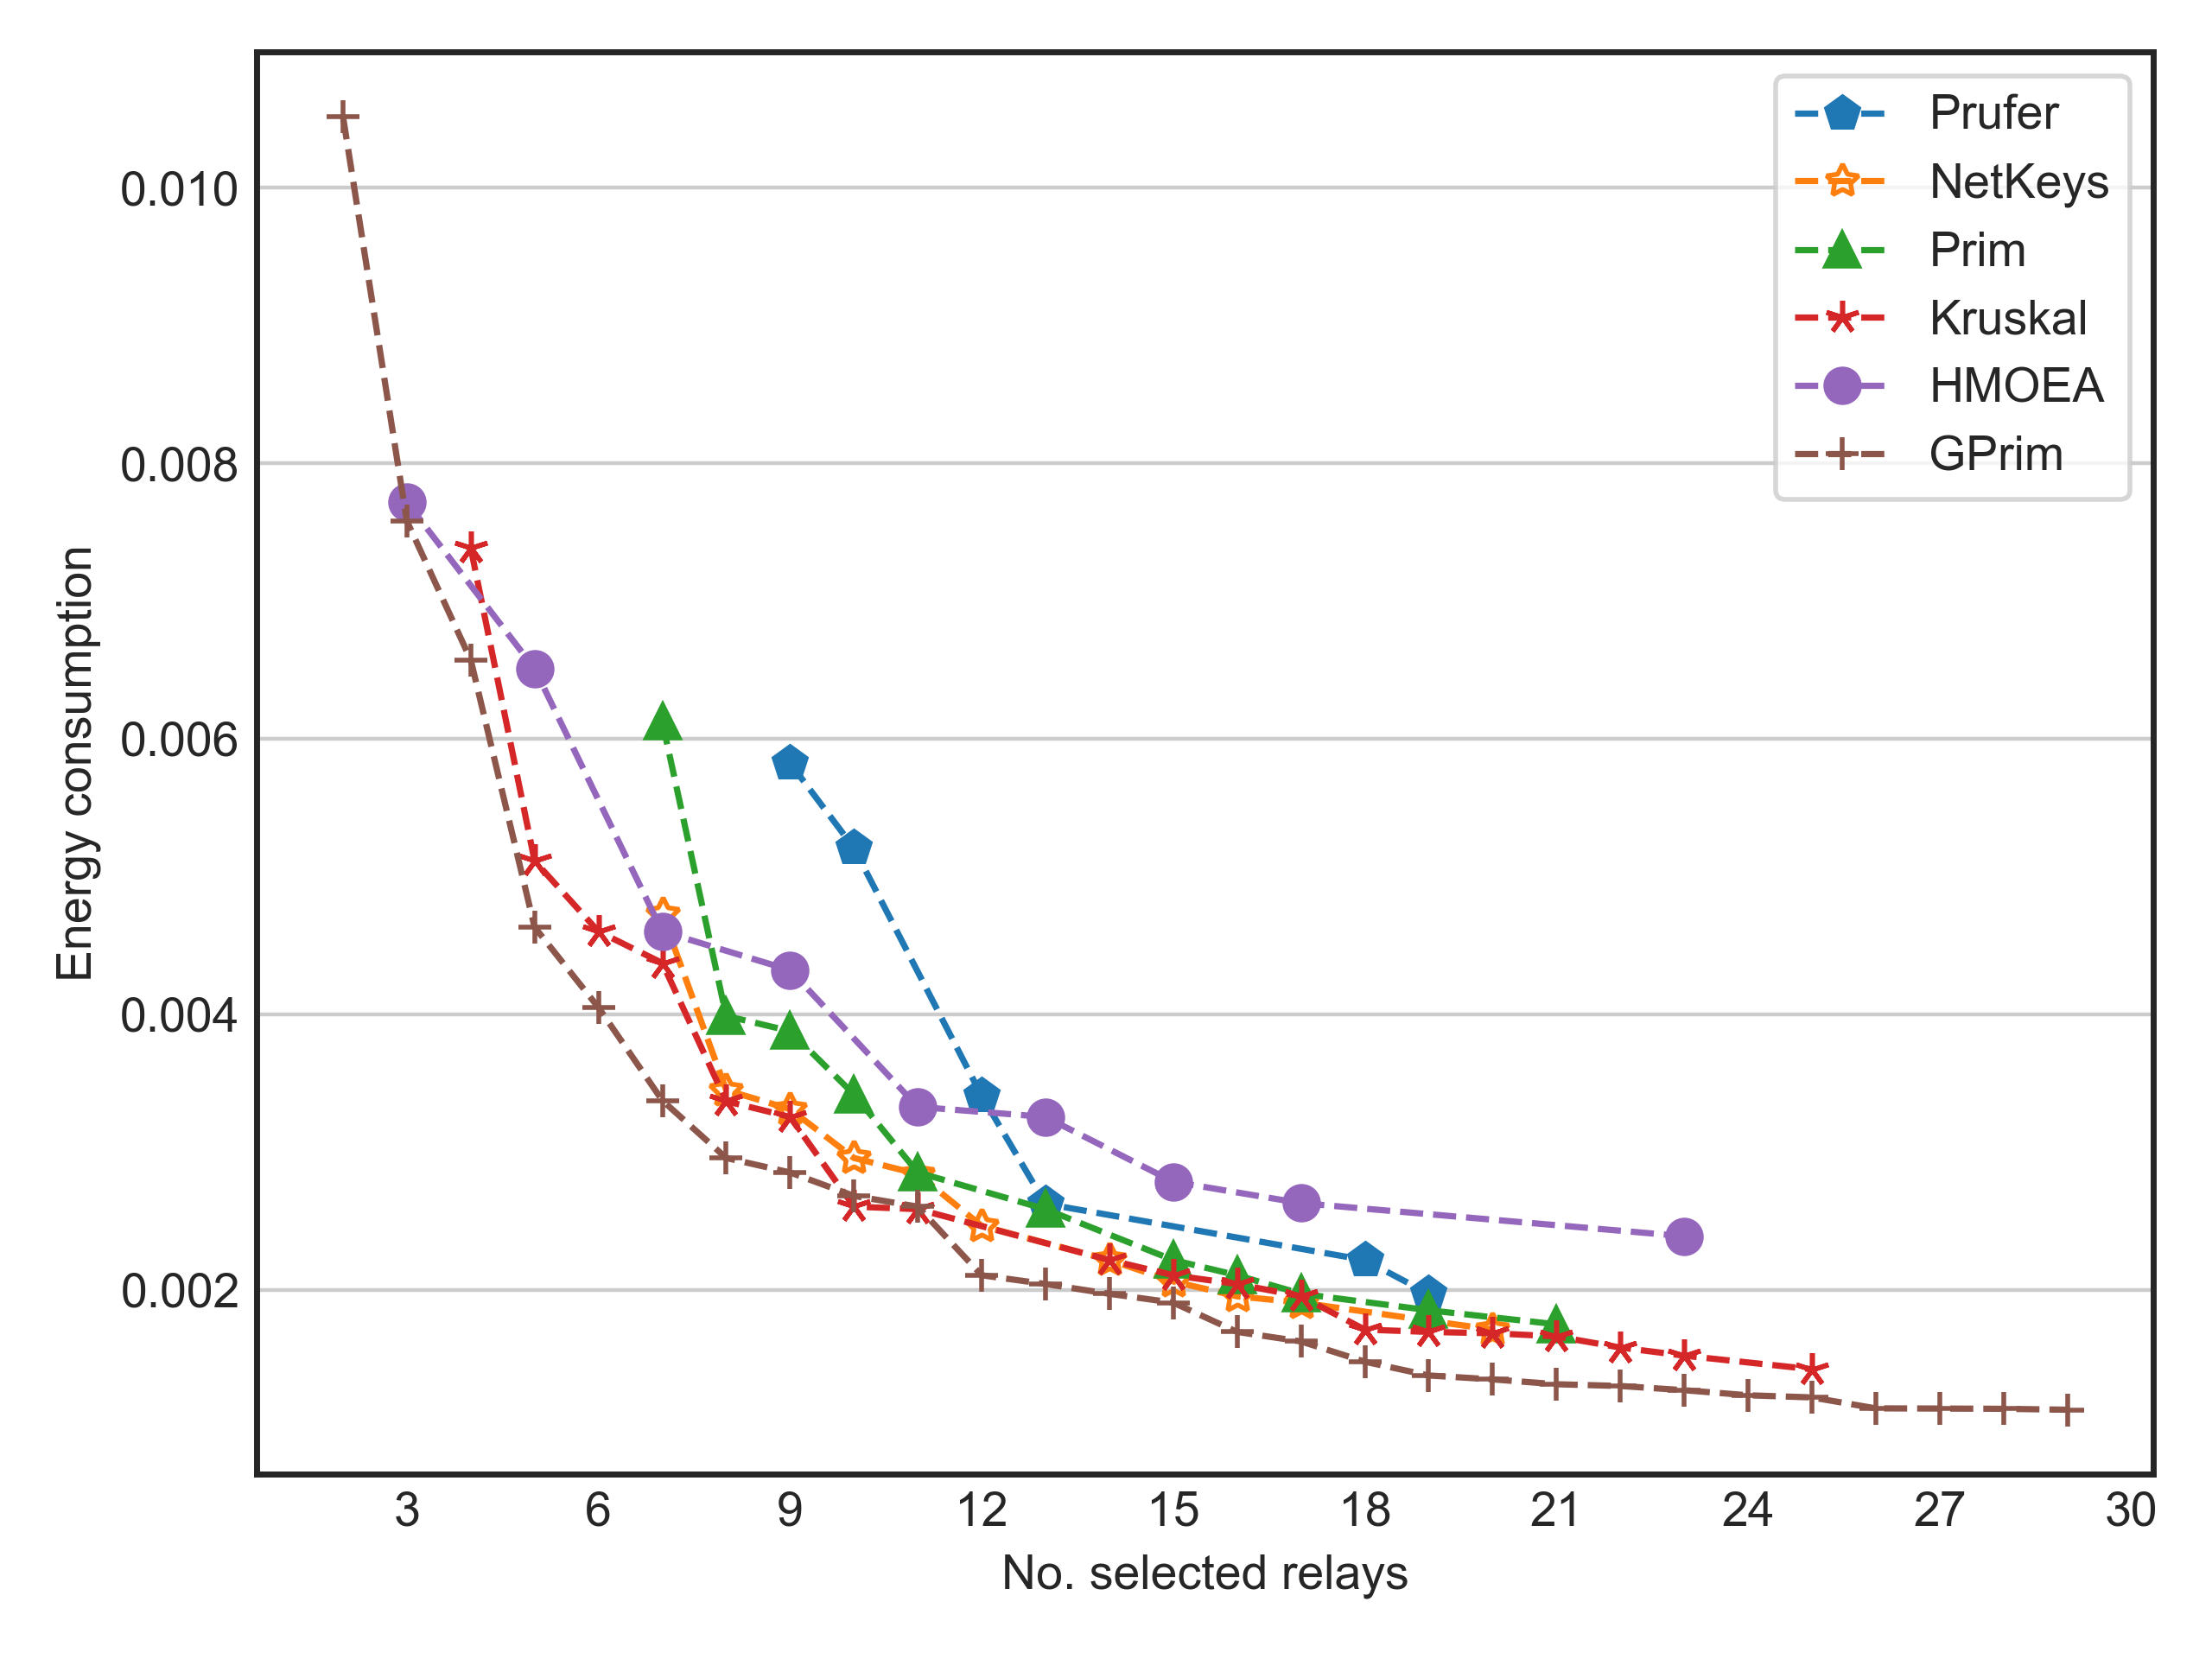 Prufer
NetKeys
Prim
Kruskal
HMOEA
GPrim
0.010
0.008
0.006
0.004
0.002
Energy consumption
3 6 9 12 15 18 21 24 27 30
No. selected relays